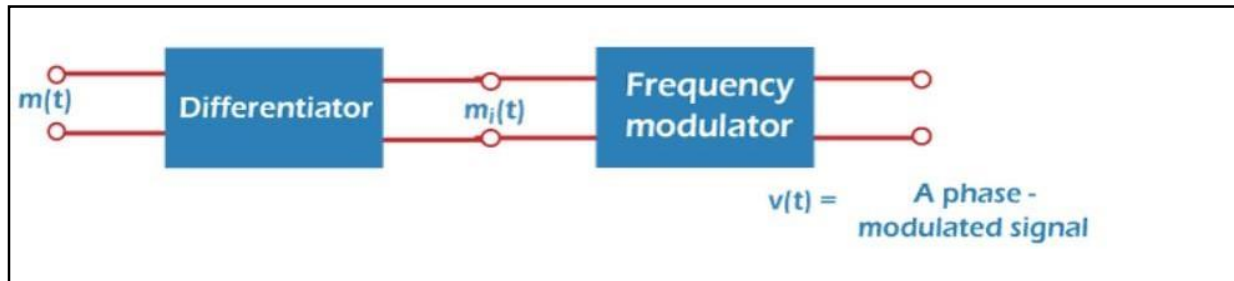 m(t)
Differentiator
mi(t)
Frequency
modulator
v(t) =
A phase -
modulated signal